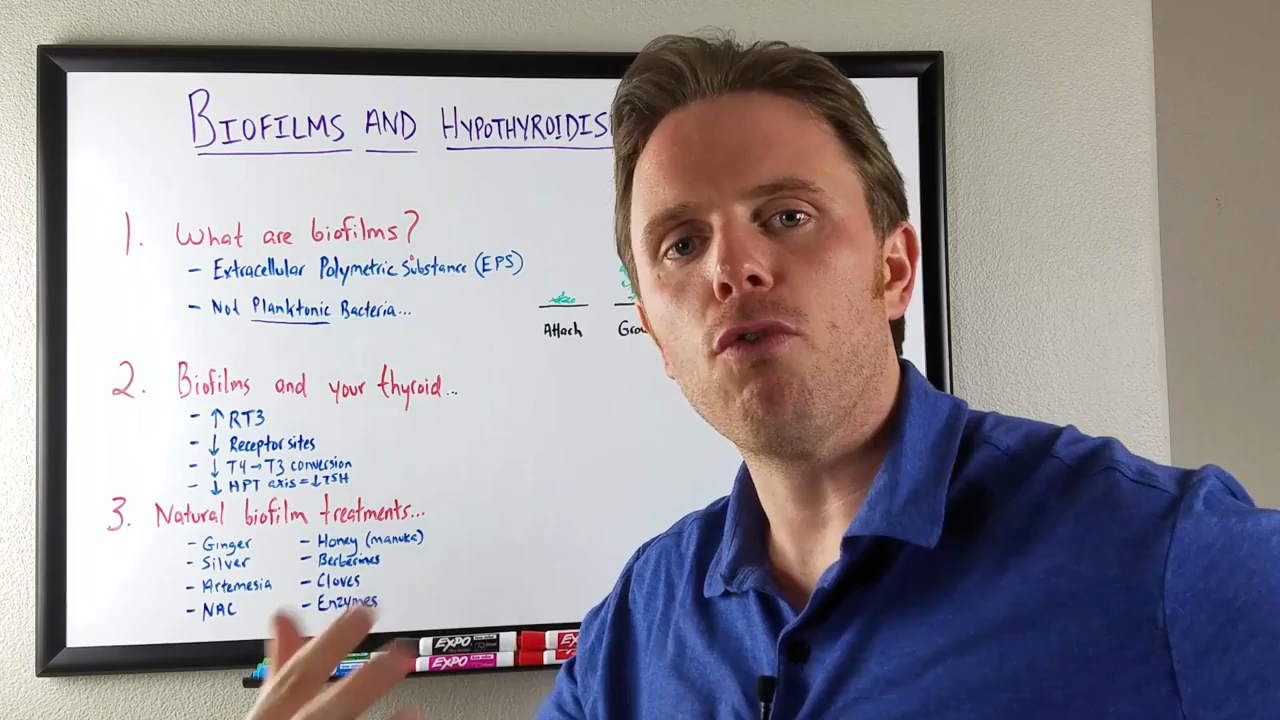 BIOFILMS AND HYPOTHYROIDIS
1. What are biofilms?
- Extracellular Polymetric Substance (EPS)
- Not Planktonic Bacteria...
Attach Grow
2. Biofilms and your thyroid...
- ↑ RT3
- ↓ Receptor sites
- ↓ T4→T3 conversion
- ↓ HPT axis = ↓TSH
3. Natural biofilm treatments...
- Ginger - Honey (manuka)
- Silver - Berberines
- Artemesia - Cloves
- NAC - Enzymes
EXPO EXPO
EXPO